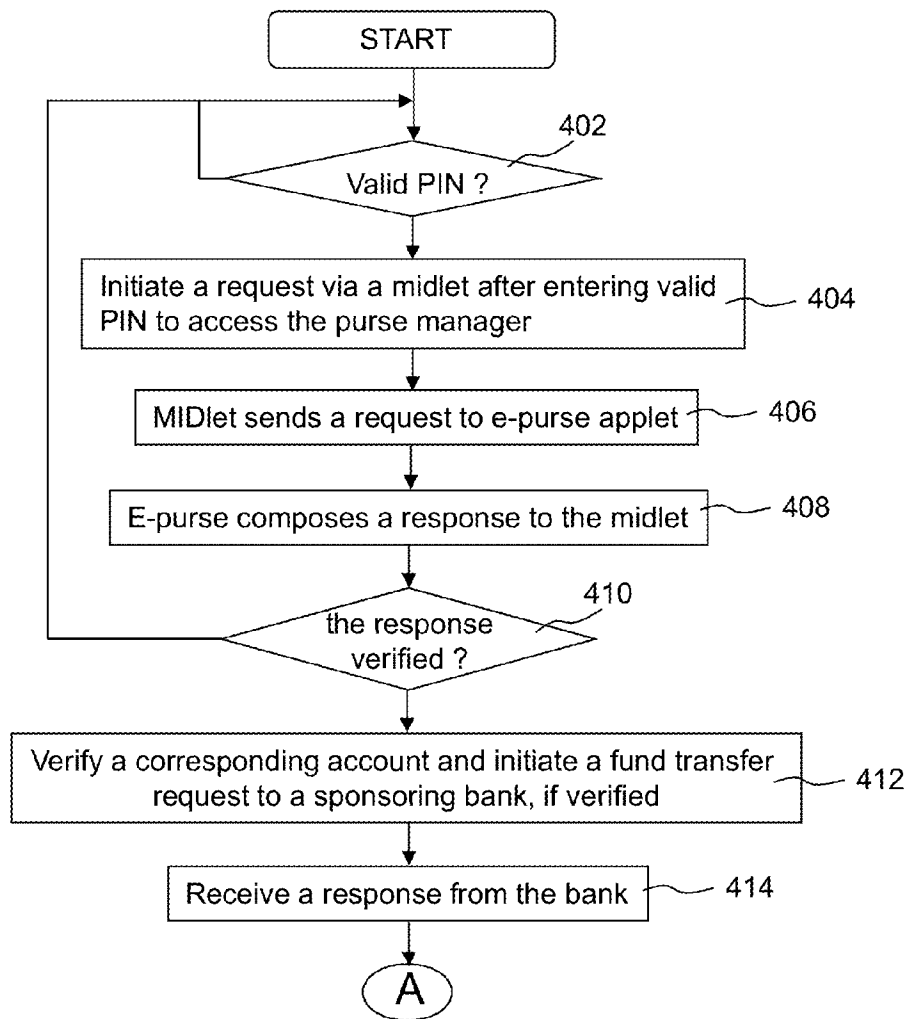 START
402
Valid PIN ?
Initiate a request via a midlet after entering valid
PIN to access the purse manager
404
MIDlet sends a request to e-purse applet
406
E-purse composes a response to the midlet
408
410
the response
verified ?
Verify a corresponding account and initiate a fund transfer
request to a sponsoring bank, if verified
412
Receive a response from the bank
414
A